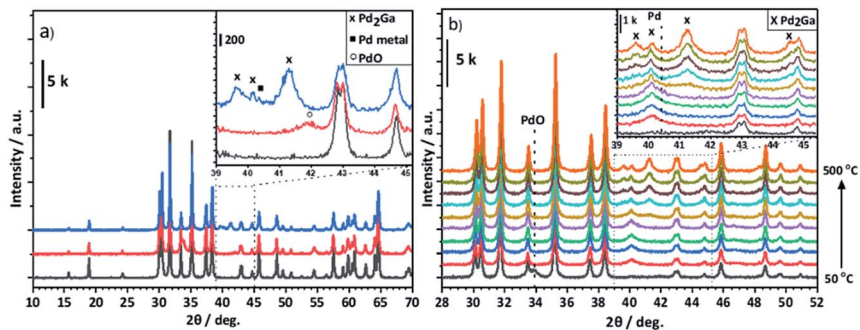 a)
5 k
200
x Pd₂Ga
■ Pd metal
○ PdO
x x x
■
○
39 40 41 42 43 44 45
Intensity / a.u.
10 15 20 25 30 35 40 45 50 55 60 65 70
2θ / deg.
b)
5 k
1 k
Pd
X Pd₂Ga
x x x x
39 40 41 42 43 44 45
PdO
500 °C
50 °C
Intensity / a.u.
28 30 32 34 36 38 40 42 44 46 48 50 52
2θ / deg.